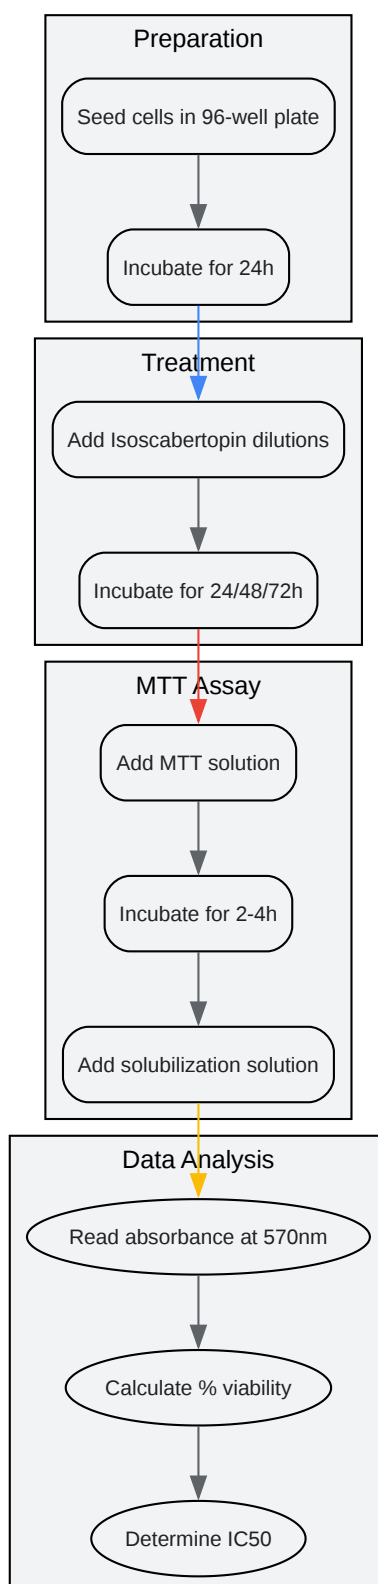 Preparation
Seed cells in 96-well plate
Incubate for 24h
Treatment
Add Isoscabertopin dilutions
Incubate for 24/48/72h
MTT Assay
Add MTT solution
Incubate for 2-4h
Add solubilization solution
Data Analysis
Read absorbance at 570nm
Calculate % viability
Determine IC50